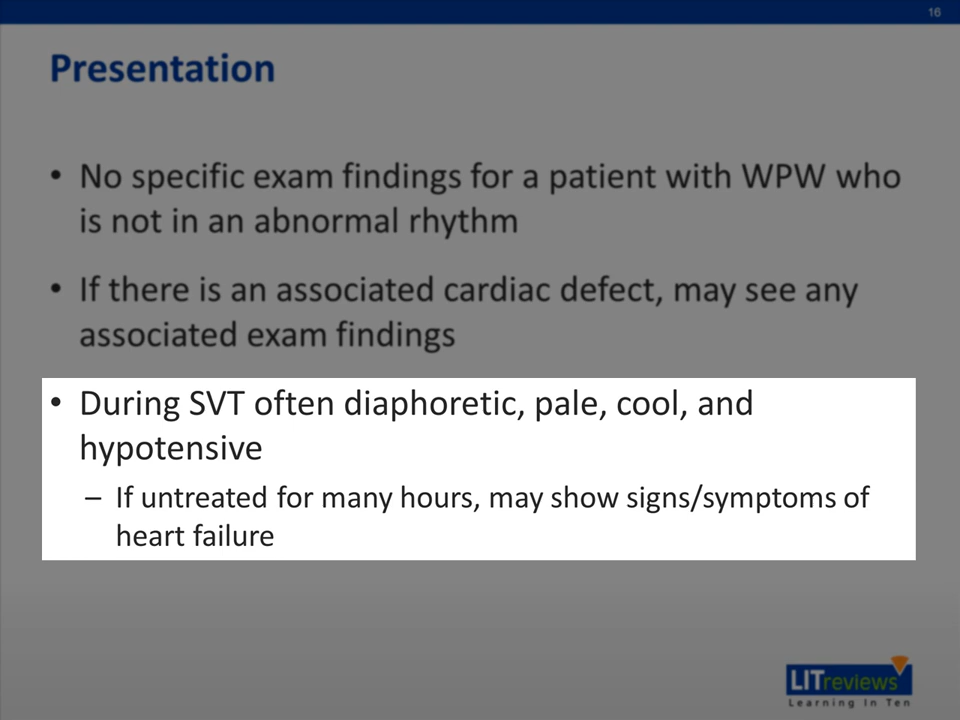 16
Presentation
• No specific exam findings for a patient with WPW who
is not in an abnormal rhythm
• If there is an associated cardiac defect, may see any
associated exam findings
• During SVT often diaphoretic, pale, cool, and
hypotensive
– If untreated for many hours, may show signs/symptoms of
heart failure
LITreviews
Learning In Ten